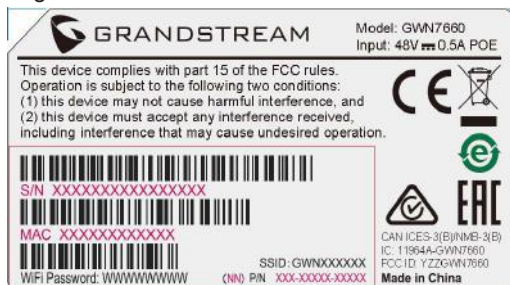 GRANDSTREAM
Model: GWN7660
Input: 48V ⎓ 0.5A POE
This device complies with part 15 of the FCC rules.
Operation is subject to the following two conditions:
(1) this device may not cause harmful interference, and
(2) this device must accept any interference received,
including interference that may cause undesired operation.
CE
e
S/N XXXXXXXXXXXXXXXX
MAC XXXXXXXXXXXX
EAC
WiFi Password: WWWWWWWW
SSID: GWNXXXXXX
(NN) P/N XXX-XXXXX-XXXXX
CAN ICES-3(B)/NMB-3(B)
IC: 11964A-GWN7660
FCC ID: YZZGWN7660
Made in China